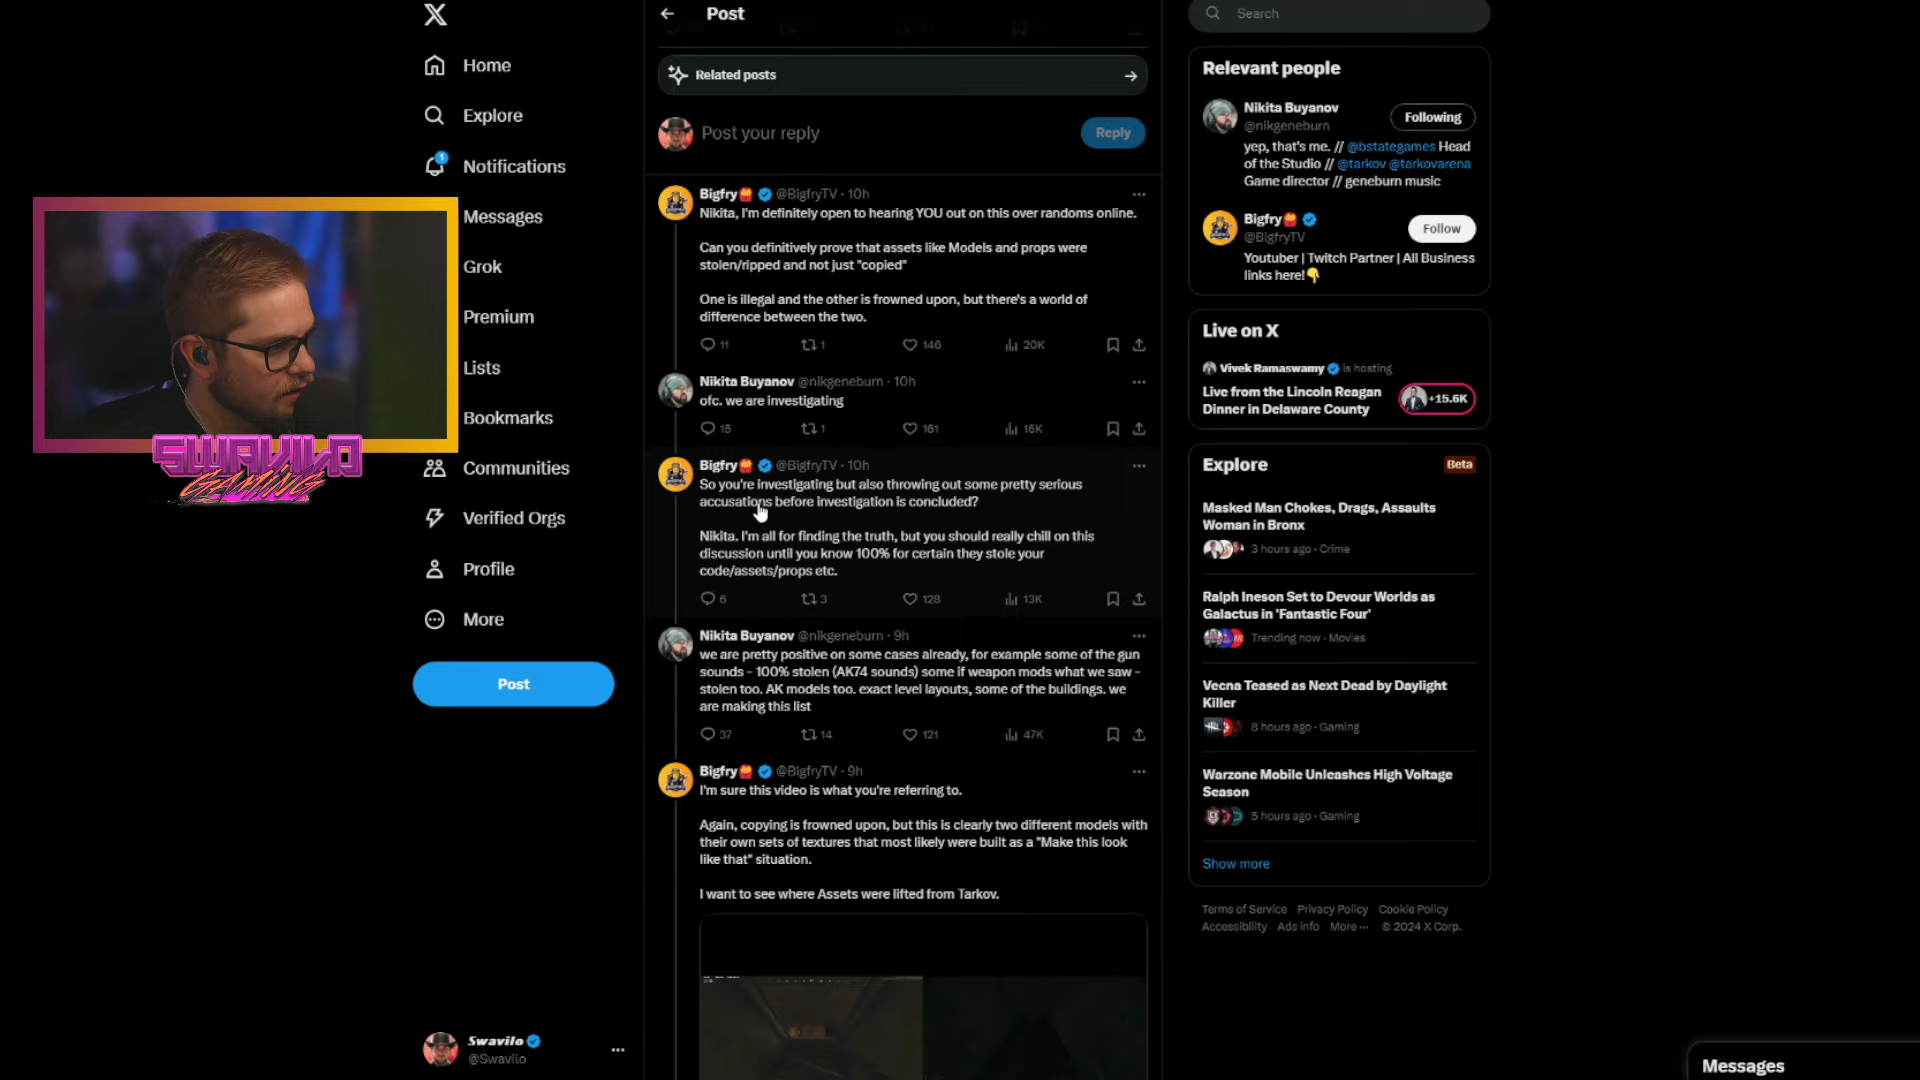 Home
Explore
1
Notifications
Messages
Grok
Premium
Lists
Bookmarks
Communities
Verified Orgs
Profile
More
Post
Swavilo
@Swavilo
SWAVILO
GAMING
Post
Related posts
Post your reply
Reply
Bigfry @BigfryTV · 10h
Nikita, I'm definitely open to hearing YOU out on this over randoms online.
Can you definitively prove that assets like Models and props were
stolen/ripped and not just "copied"
One is illegal and the other is frowned upon, but there's a world of
difference between the two.
11 1 146 20K
Nikita Buyanov @nikgeneburn · 10h
ofc. we are investigating
15 1 161 16K
Bigfry @BigfryTV · 10h
So you're investigating but also throwing out some pretty serious
accusations before investigation is concluded?
Nikita. I'm all for finding the truth, but you should really chill on this
discussion until you know 100% for certain they stole your
code/assets/props etc.
6 3 128 13K
Nikita Buyanov @nikgeneburn · 9h
we are pretty positive on some cases already, for example some of the gun
sounds - 100% stolen (AK74 sounds) some if weapon mods what we saw -
stolen too. AK models too. exact level layouts, some of the buildings. we
are making this list
37 14 121 47K
Bigfry @BigfryTV · 9h
I'm sure this video is what you're referring to.
Again, copying is frowned upon, but this is clearly two different models with
their own sets of textures that most likely were built as a "Make this look
like that" situation.
I want to see where Assets were lifted from Tarkov.
Search
Relevant people
Nikita Buyanov
@nikgeneburn
Following
yep, that's me. // @bstategames Head
of the Studio // @tarkov @tarkovarena
Game director // geneburn music
Bigfry
@BigfryTV
Follow
Youtuber | Twitch Partner | All Business
links here!
Live on X
Vivek Ramaswamy is hosting
Live from the Lincoln Reagan
Dinner in Delaware County
+15.6K
Explore
Beta
Masked Man Chokes, Drags, Assaults
Woman in Bronx
3 hours ago · Crime
Ralph Ineson Set to Devour Worlds as
Galactus in 'Fantastic Four'
Trending now · Movies
Vecna Teased as Next Dead by Daylight
Killer
8 hours ago · Gaming
Warzone Mobile Unleashes High Voltage
Season
5 hours ago · Gaming
Show more
Terms of Service Privacy Policy Cookie Policy
Accessibility Ads info More ··· © 2024 X Corp.
Messages